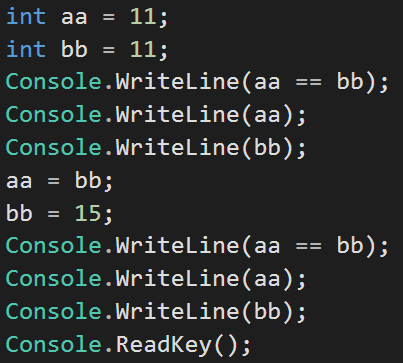 int aa = 11;
int bb = 11;
Console.WriteLine(aa == bb);
Console.WriteLine(aa);
Console.WriteLine(bb);
aa = bb;
bb = 15;
Console.WriteLine(aa == bb);
Console.WriteLine(aa);
Console.WriteLine(bb);
Console.ReadKey();